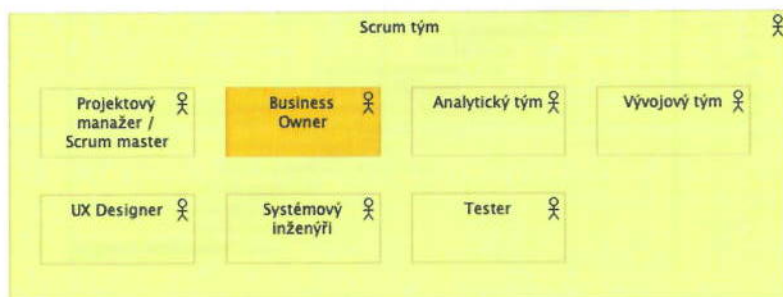 Scrum tým
Projektový
manažer /
Scrum master
Business
Owner
Analytický tým
Vývojový tým
UX Designer
Systémový
inženýři
Tester